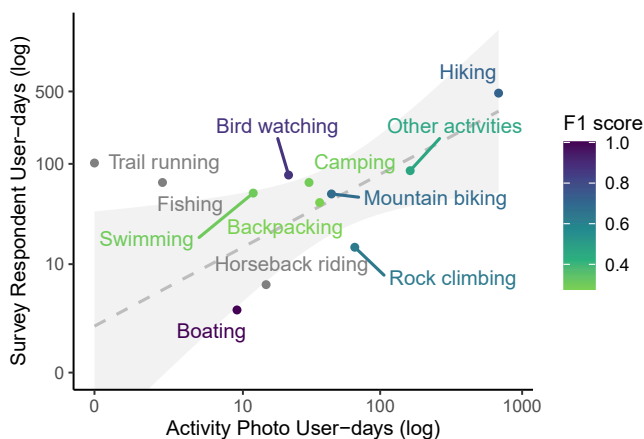 Survey Respondent User−days (log)
500
100
10
0
Hiking
Bird watching
Other activities
Trail running
Camping
Fishing
Mountain biking
Swimming
Backpacking
Horseback riding
Rock climbing
Boating
0
10
100
1000
Activity Photo User−days (log)
F1 score
1.0
0.8
0.6
0.4